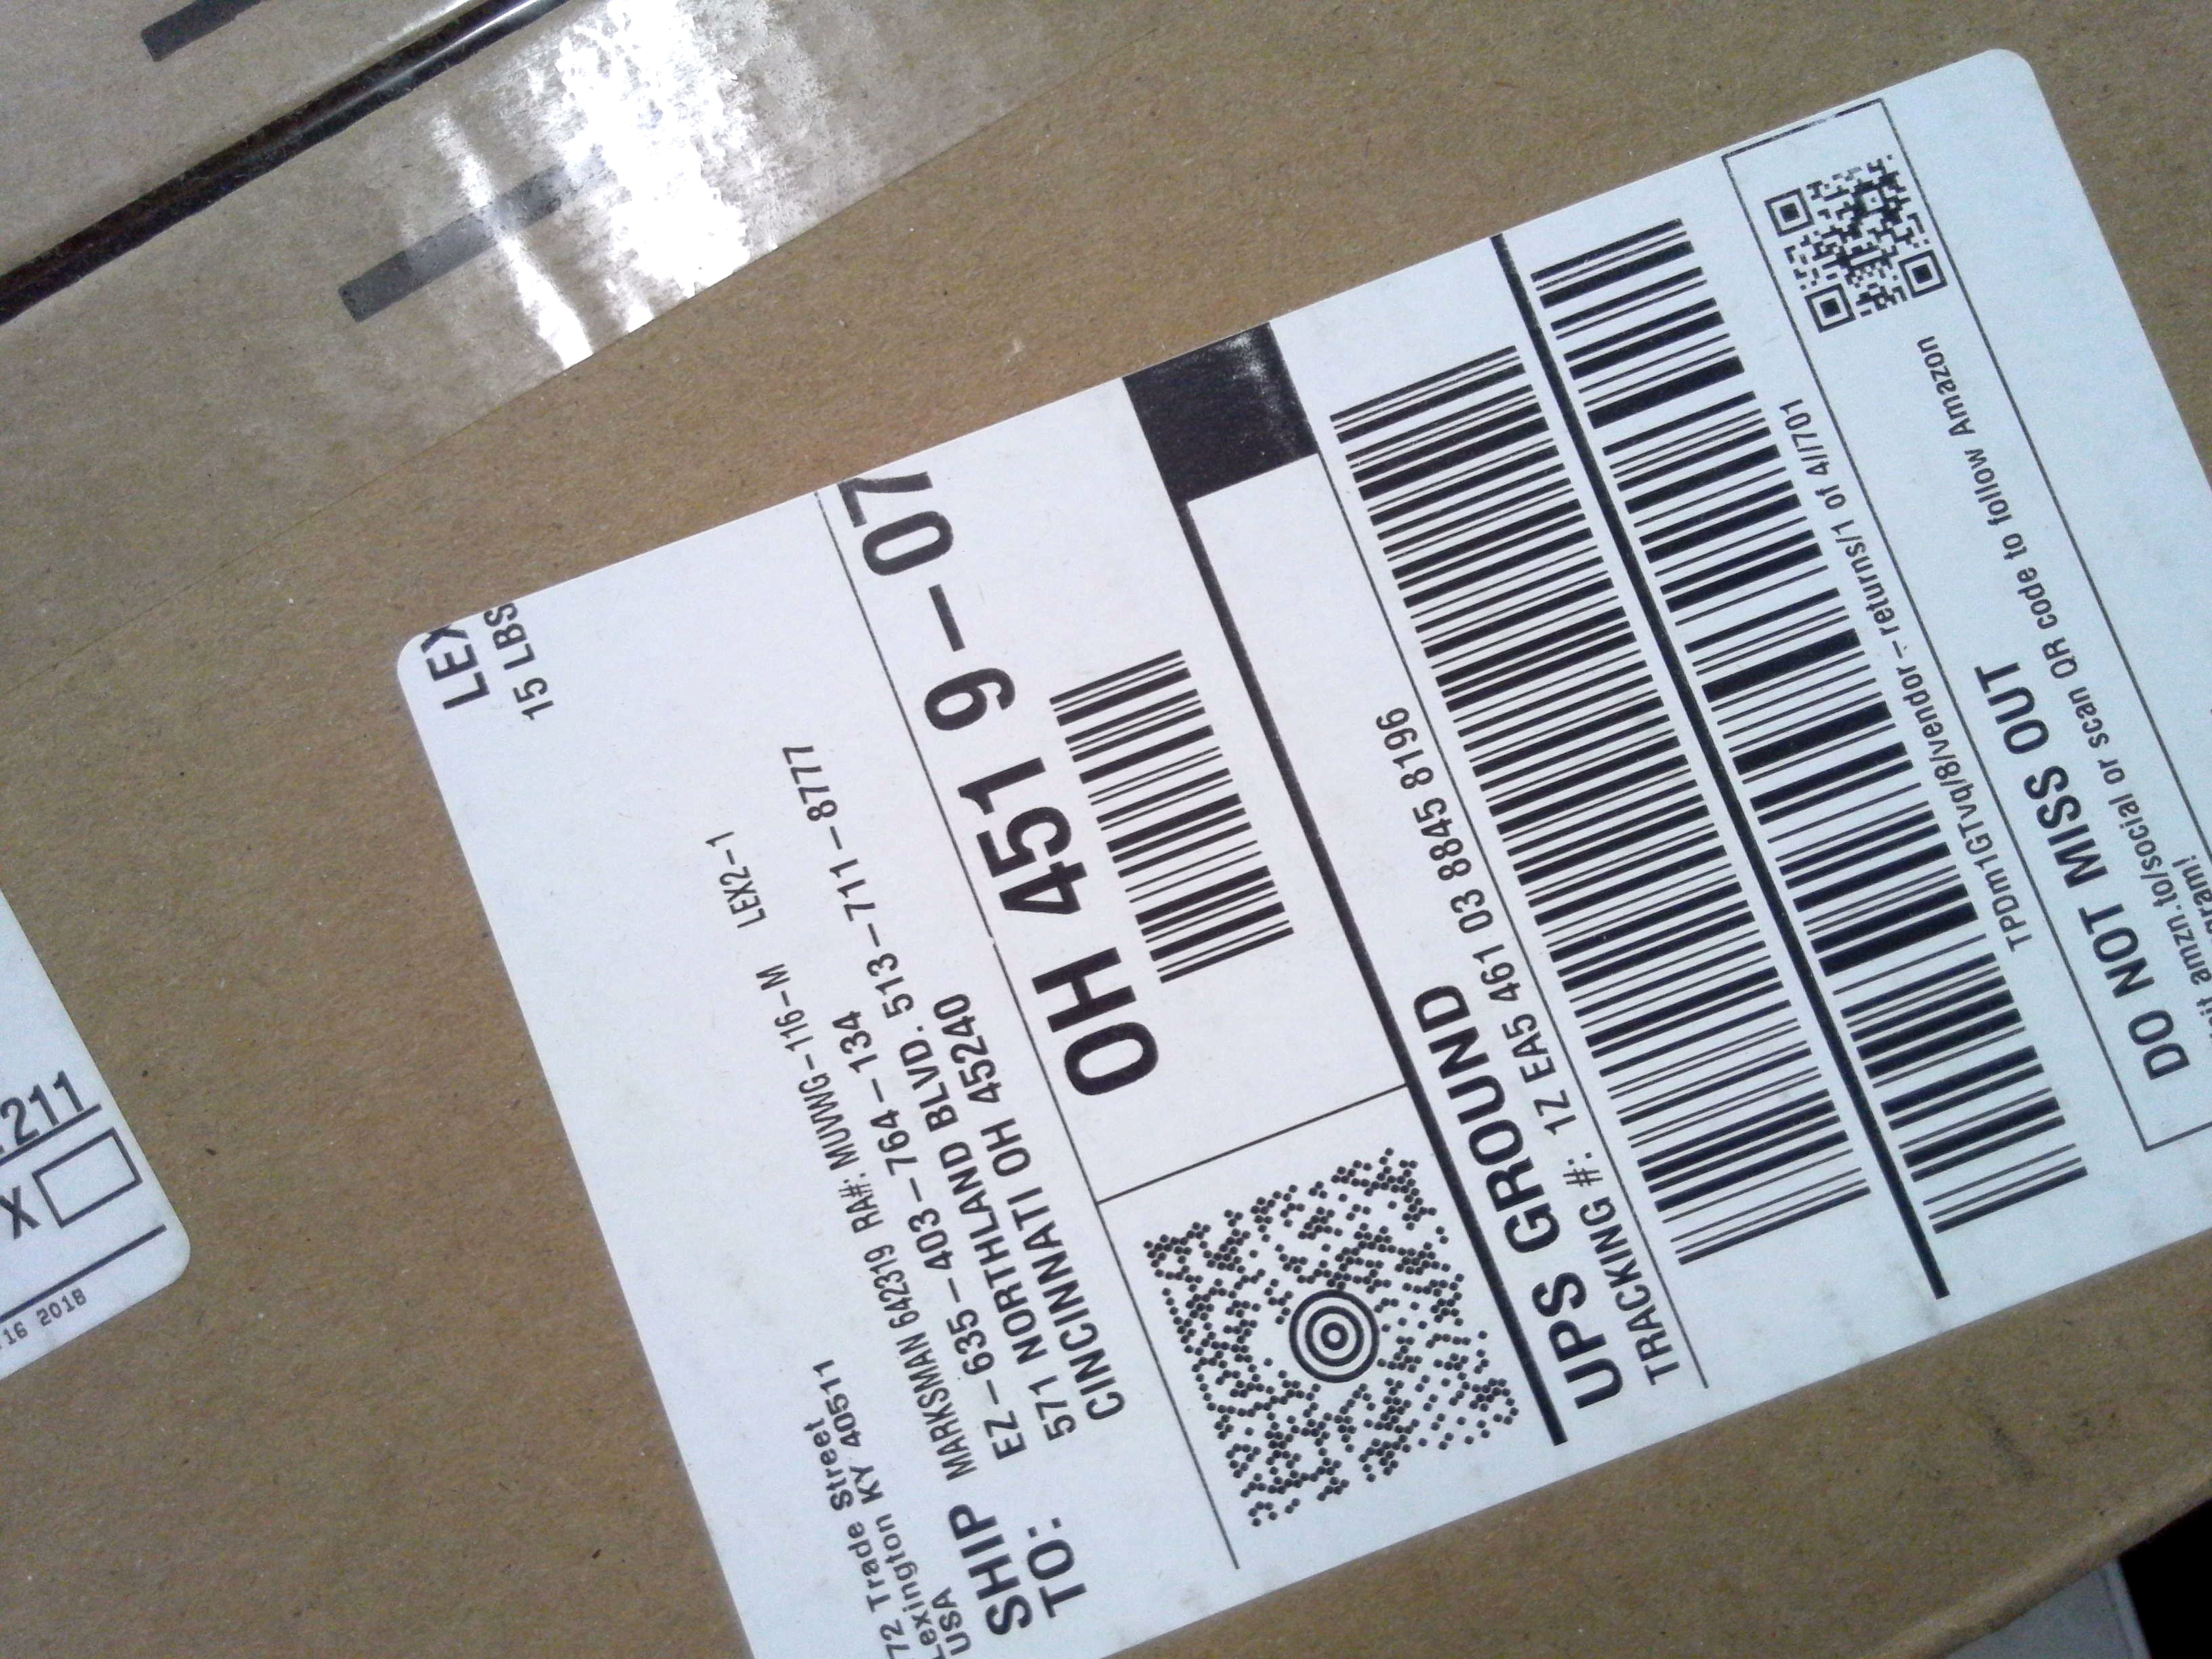 LEX
15 LBS
72 Trade Street
Lexington KY 40511
USA
LEX2-1
RA#: MUVWG-116-M
SHIP TO:
MARKSMAN 642319
EZ-635-403-764-134
571 NORTHLAND BLVD. 513-711-8777
CINCINNATI OH 45240
OH 451 9-07
UPS GROUND
TRACKING #: 1Z EA5 461 03 8845 8196
TPDm1GTvq/8/vendor-returns/1 of 4/7701
DO NOT MISS OUT
amzn.to/social or scan QR code to follow Amazon
211
X
16 2018